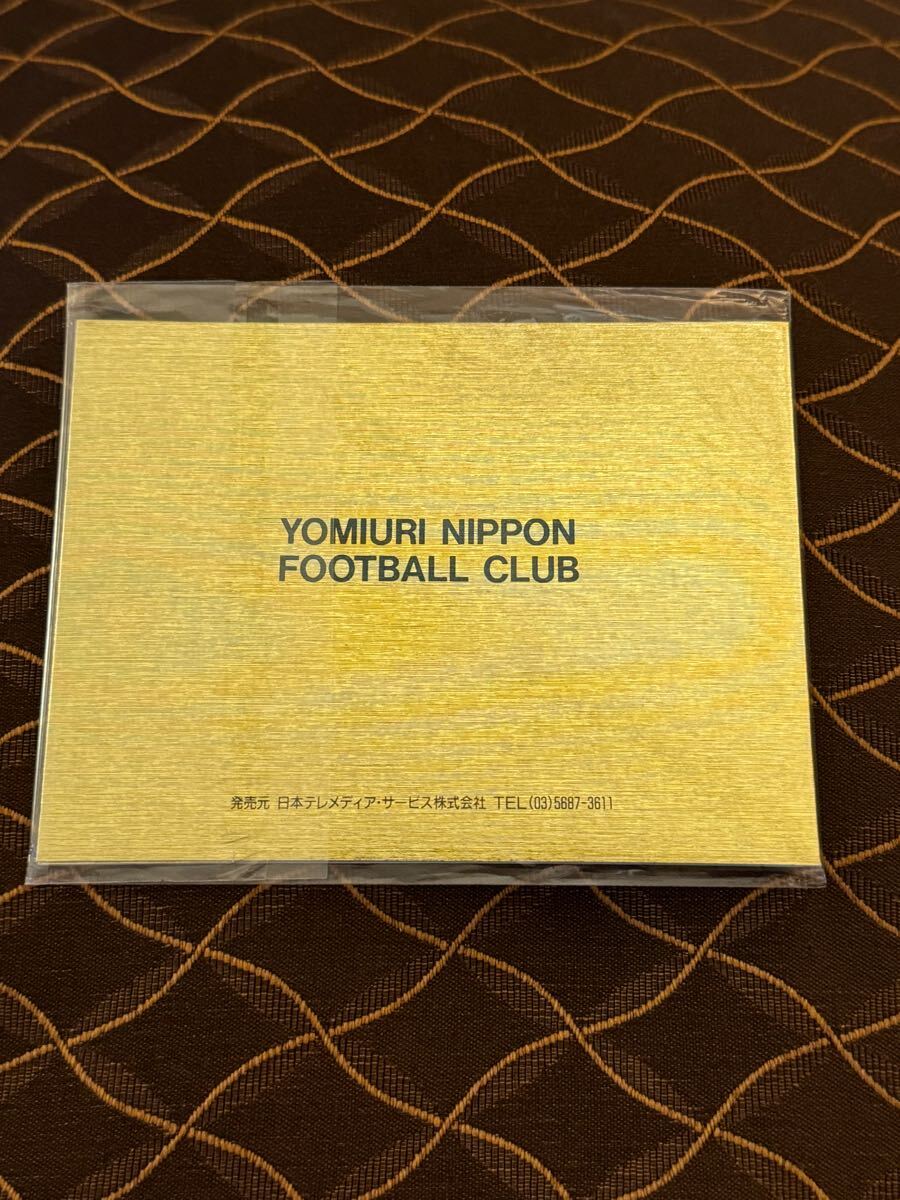 YOMIURI NIPPON
FOOTBALL CLUB
発売元 日本テレメディア・サービス株式会社 TEL(03)5687-3611